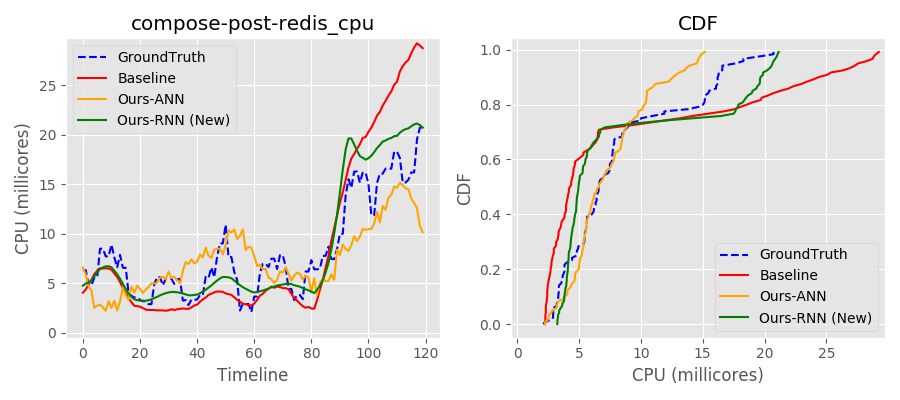 compose-post-redis_cpu
CPU (millicores)
25
20
15
10
5
0
GroundTruth
Baseline
Ours-ANN
Ours-RNN (New)
0 20 40 60 80 100 120
Timeline
CDF
CDF
1.0
0.8
0.6
0.4
0.2
0.0
GroundTruth
Baseline
Ours-ANN
Ours-RNN (New)
0 5 10 15 20 25
CPU (millicores)